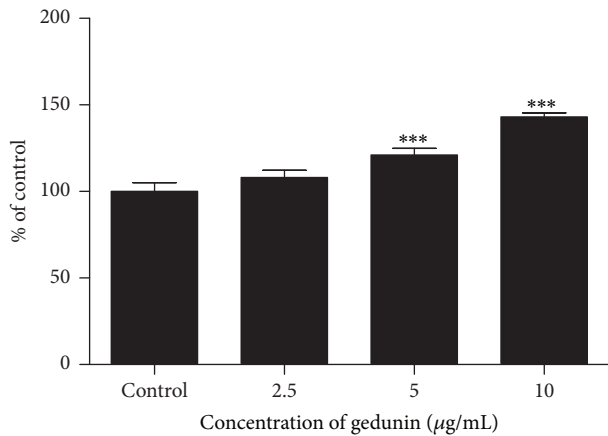 200
150
100
50
0
% of control
***
***
Control 2.5 5 10
Concentration of gedunin (µg/mL)